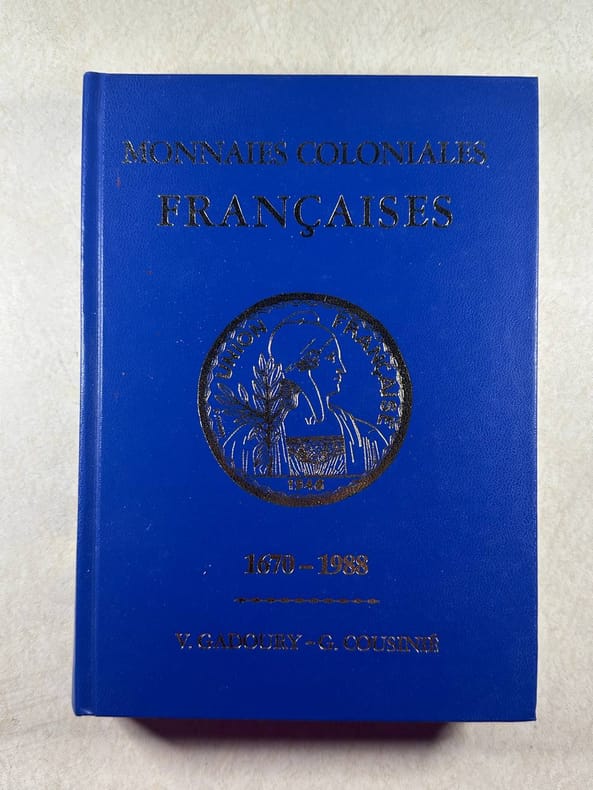 MONNAIES COLONIALES
FRANÇAISES
UNION FRANÇAISE
1946
1670 – 1988
V. GADOURY – G. COUSINIÉ